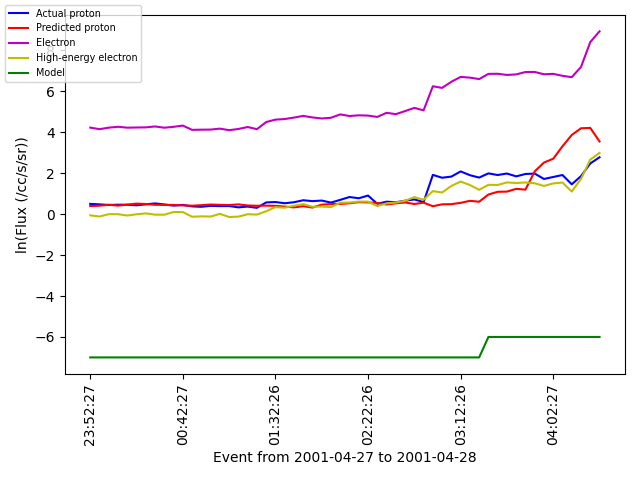 Actual proton
Predicted proton
Electron
High-energy electron
Model
8
6
4
2
0
−2
−4
−6
ln(Flux (/cc/s/sr))
23:52:27
00:42:27
01:32:26
02:22:26
03:12:26
04:02:27
Event from 2001-04-27 to 2001-04-28